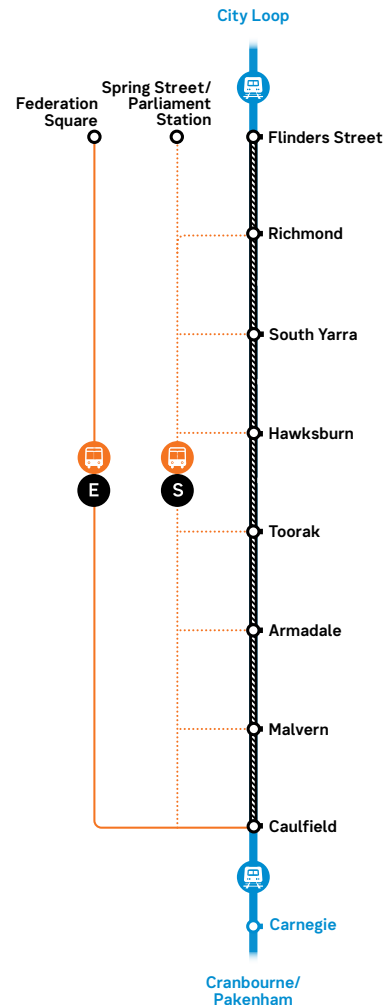 City Loop
Federation
Square
Spring Street/
Parliament
Station
Flinders Street
Richmond
South Yarra
Hawksburn
E
S
Toorak
Armadale
Malvern
Caulfield
Carnegie
Cranbourne/
Pakenham